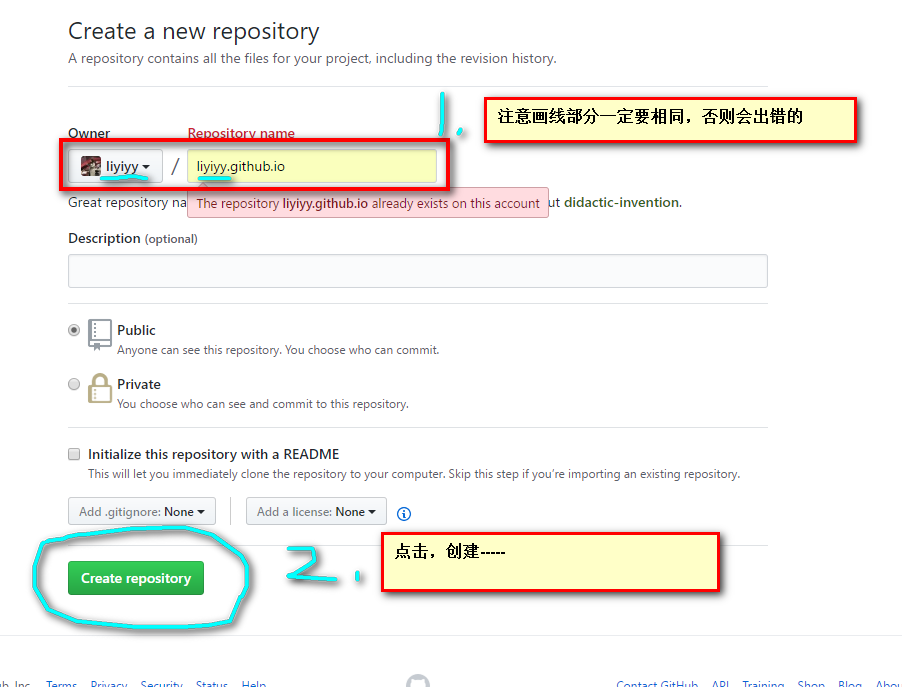 Create a new repository
A repository contains all the files for your project, including the revision history.
1.
注意画线部分一定要相同，否则会出错的
Owner Repository name
liyiyy / liyiyy.github.io
Great repository na
The repository liyiyy.github.io already exists on this account
ut didactic-invention.
Description (optional)
Public
Anyone can see this repository. You choose who can commit.
Private
You choose who can see and commit to this repository.
Initialize this repository with a README
This will let you immediately clone the repository to your computer. Skip this step if you’re importing an existing repository.
Add .gitignore: None Add a license: None
2.
点击，创建-----
Create repository
Inc. Terms Privacy Security Status Help Contact GitHub API Training Shop Blog